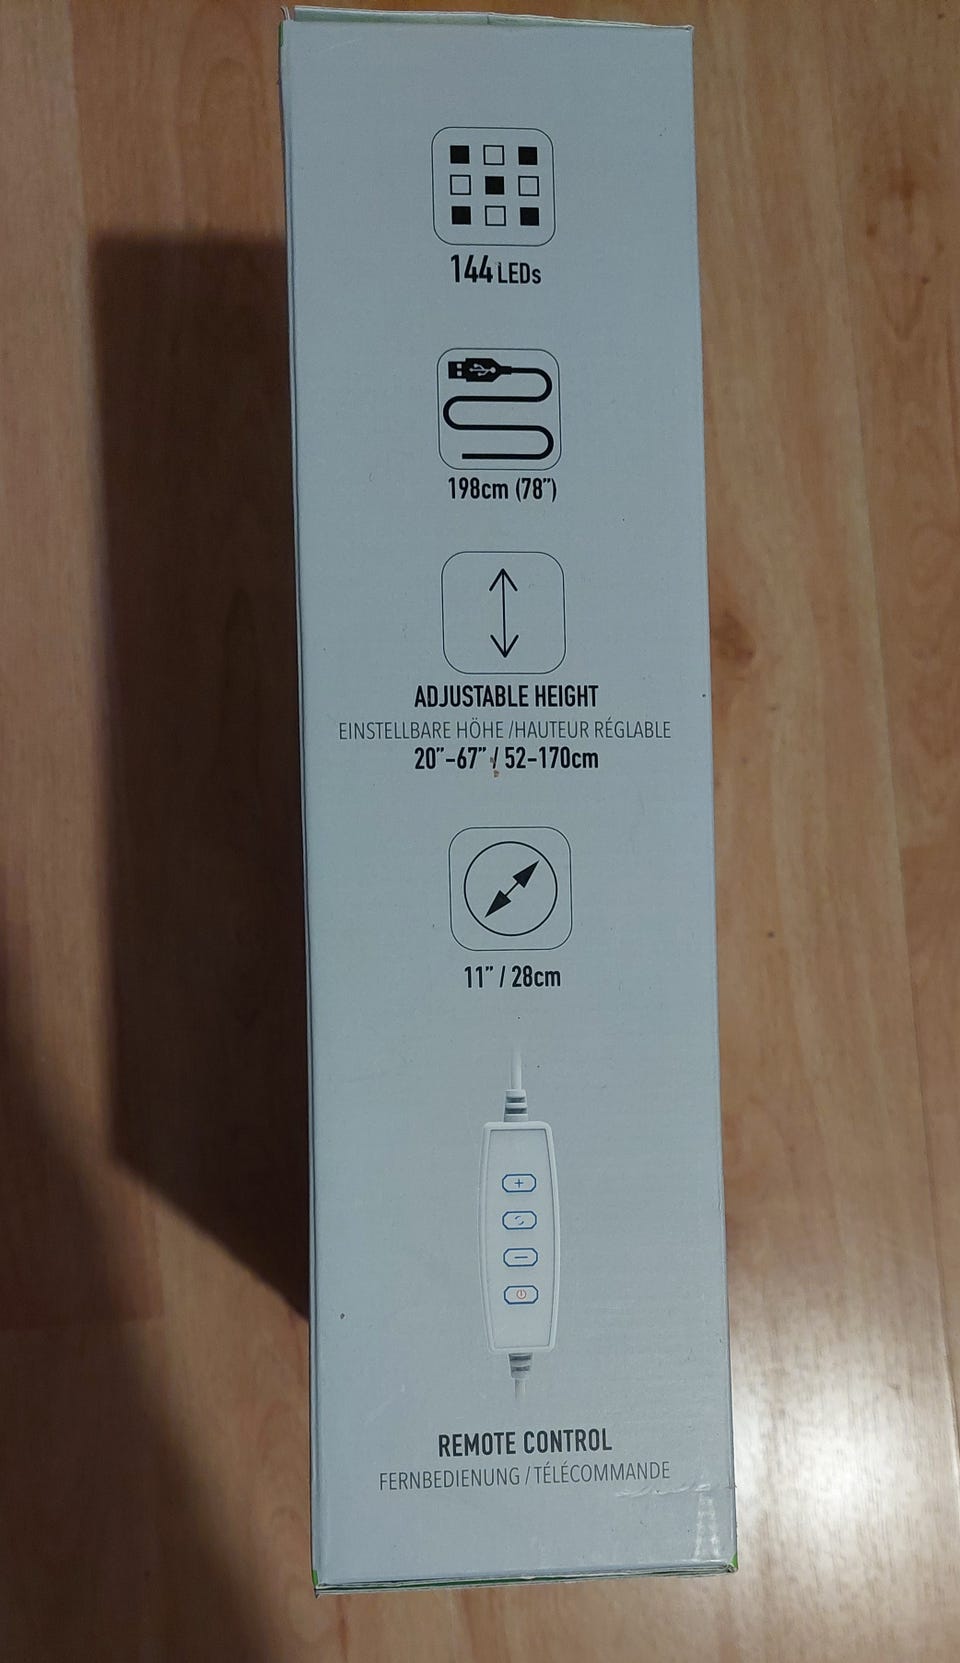 144 LEDs
198cm (78”)
ADJUSTABLE HEIGHT
EINSTELLBARE HÖHE /HAUTEUR RÉGLABLE
20”-67” / 52-170cm
11” / 28cm
REMOTE CONTROL
FERNBEDIENUNG / TÉLÉCOMMANDE